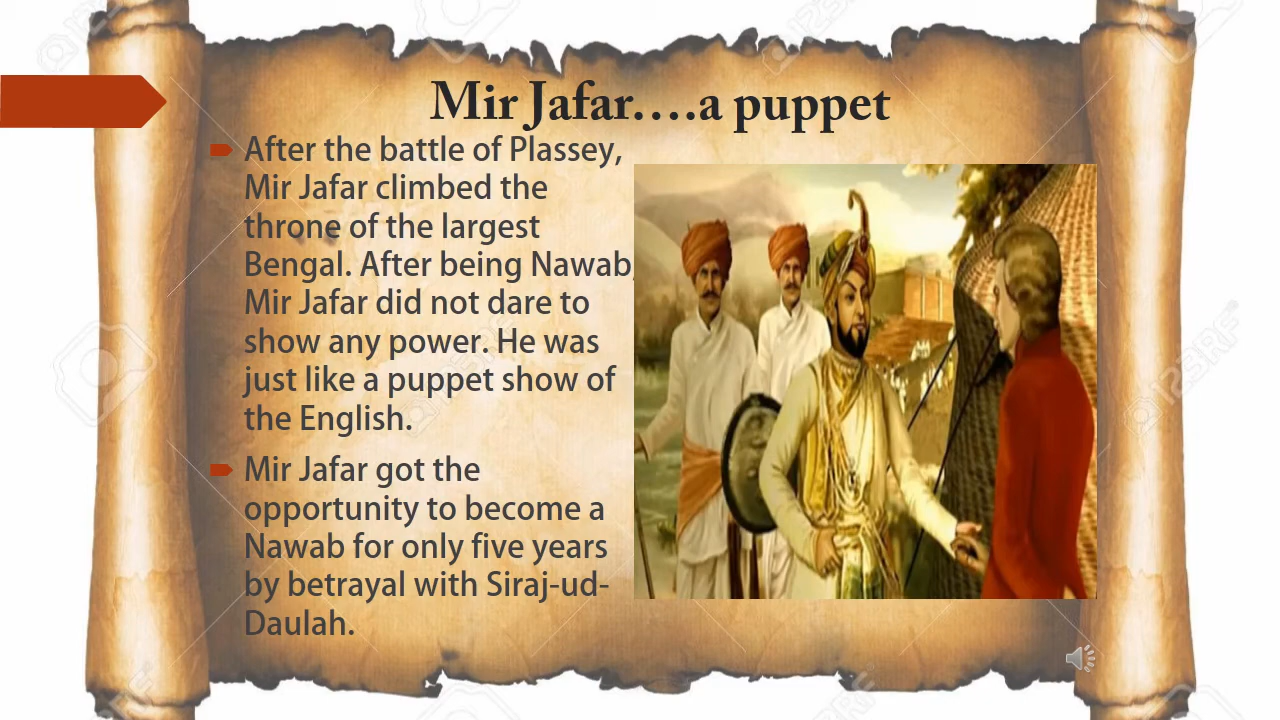 Mir Jafar....a puppet
After the battle of Plassey,
Mir Jafar climbed the
throne of the largest
Bengal. After being Nawab,
Mir Jafar did not dare to
show any power. He was
just like a puppet show of
the English.
Mir Jafar got the
opportunity to become a
Nawab for only five years
by betrayal with Siraj-ud-
Daulah.
123RF